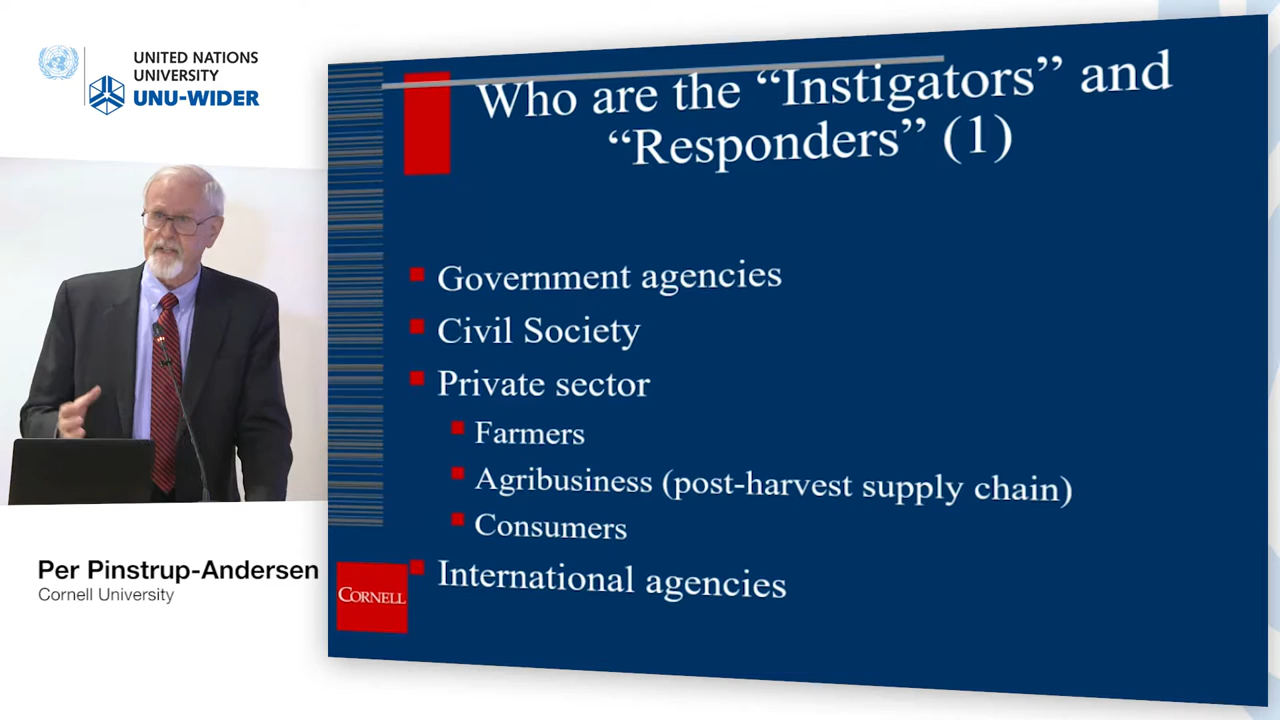 UNITED NATIONS
UNIVERSITY
UNU-WIDER
Who are the “Instigators” and
“Responders” (1)
Government agencies
Civil Society
Private sector
Farmers
Agribusiness (post-harvest supply chain)
Consumers
International agencies
CORNELL
Per Pinstrup-Andersen
Cornell University